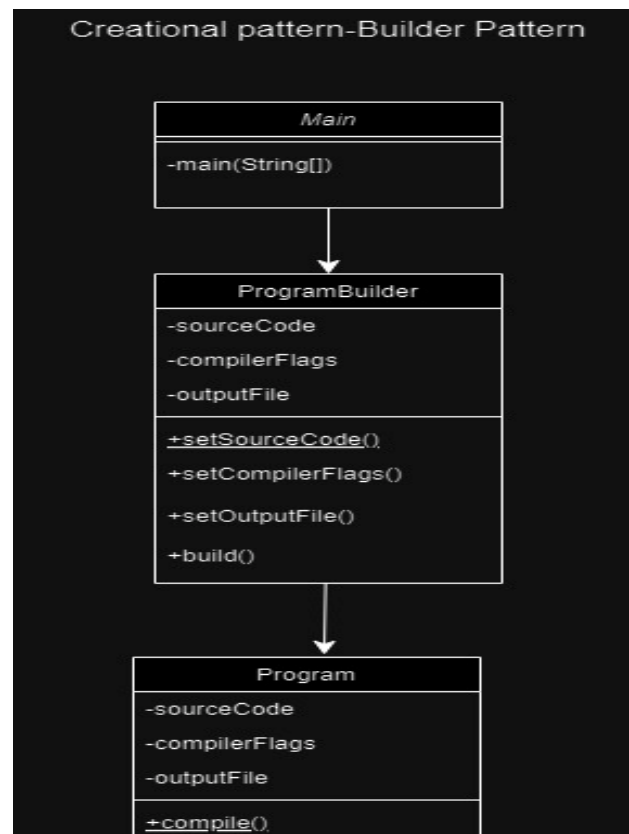 Creational pattern-Builder Pattern
Main
-main(String[])
ProgramBuilder
-sourceCode
-compilerFlags
-outputFile
+setSourceCode()
+setCompilerFlags()
+setOutputFile()
+build()
Program
-sourceCode
-compilerFlags
-outputFile
+compile()